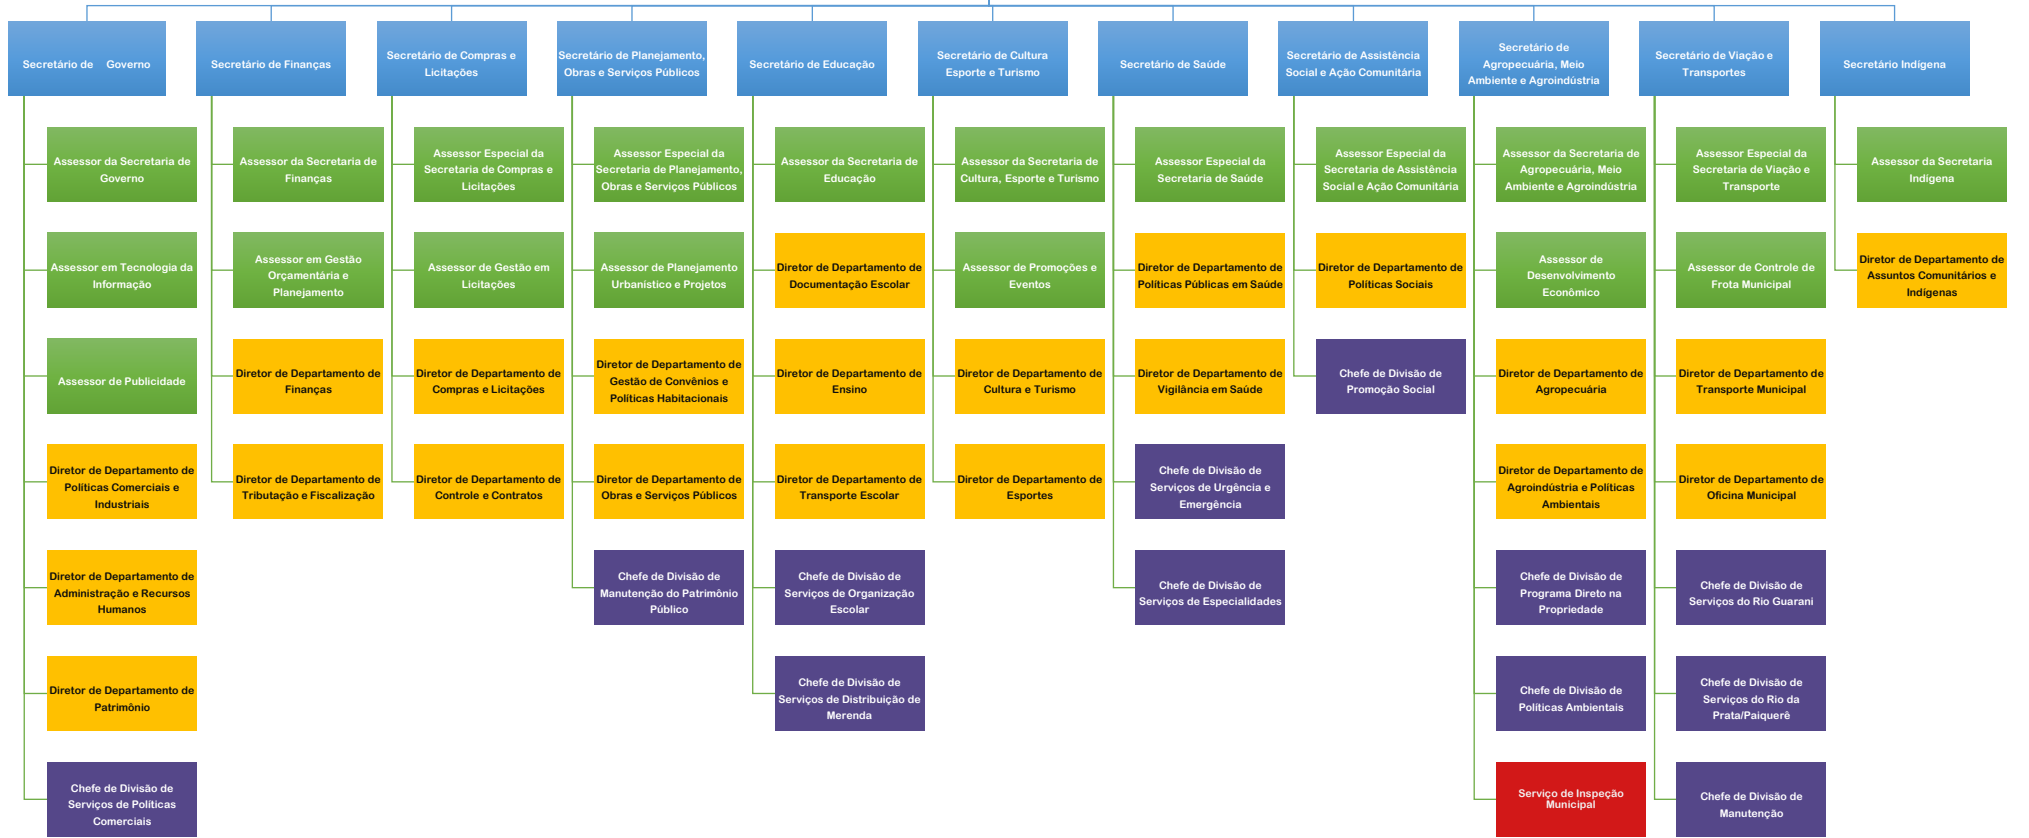 Secretário de Governo
Secretário de Finanças
Secretário de Compras e
Licitações
Secretário de Planejamento,
Obras e Serviços Públicos
Secretário de Educação
Secretário de Cultura
Esporte e Turismo
Secretário de Saúde
Secretário de Assistência
Social e Ação Comunitária
Secretário de
Agropecuária, Meio
Ambiente e Agroindústria
Secretário de Viação e
Transportes
Secretário Indígena
Assessor da Secretaria de
Governo
Assessor da Secretaria de
Finanças
Assessor Especial da
Secretaria de Compras e
Licitações
Assessor Especial da
Secretaria de Planejamento,
Obras e Serviços Públicos
Assessor da Secretaria de
Educação
Assessor da Secretaria de
Cultura, Esporte e Turismo
Assessor Especial da
Secretaria de Saúde
Assessor Especial da
Secretaria de Assistência
Social e Ação Comunitária
Assessor da Secretaria de
Agropecuária, Meio
Ambiente e Agroindústria
Assessor Especial da
Secretaria de Viação e
Transporte
Assessor da Secretaria
Indígena
Assessor em Tecnologia da
Informação
Assessor em Gestão
Orçamentária e
Planejamento
Assessor de Gestão em
Licitações
Assessor de Planejamento
Urbanístico e Projetos
Diretor de Departamento de
Documentação Escolar
Assessor de Promoções e
Eventos
Diretor de Departamento de
Políticas Públicas em Saúde
Diretor de Departamento de
Políticas Sociais
Assessor de
Desenvolvimento
Econômico
Assessor de Controle de
Frota Municipal
Diretor de Departamento de
Assuntos Comunitários e
Indígenas
Assessor de Publicidade
Diretor de Departamento de
Finanças
Diretor de Departamento de
Compras e Licitações
Diretor de Departamento de
Gestão de Convênios e
Políticas Habitacionais
Diretor de Departamento de
Ensino
Diretor de Departamento de
Cultura e Turismo
Diretor de Departamento de
Vigilância em Saúde
Chefe de Divisão de
Promoção Social
Diretor de Departamento de
Agropecuária
Diretor de Departamento de
Transporte Municipal
Diretor de Departamento de
Políticas Comerciais e
Industriais
Diretor de Departamento de
Tributação e Fiscalização
Diretor de Departamento de
Controle e Contratos
Diretor de Departamento de
Obras e Serviços Públicos
Diretor de Departamento de
Transporte Escolar
Diretor de Departamento de
Esportes
Chefe de Divisão de
Serviços de Urgência e
Emergência
Diretor de Departamento de
Agroindústria e Políticas
Ambientais
Diretor de Departamento de
Oficina Municipal
Diretor de Departamento de
Administração e Recursos
Humanos
Chefe de Divisão de
Manutenção do Patrimônio
Público
Chefe de Divisão de
Serviços de Organização
Escolar
Chefe de Divisão de
Serviços de Especialidades
Chefe de Divisão de
Programa Direto na
Propriedade
Chefe de Divisão de
Serviços do Rio Guarani
Diretor de Departamento de
Patrimônio
Chefe de Divisão de
Serviços de Distribuição de
Merenda
Chefe de Divisão de
Políticas Ambientais
Chefe de Divisão de
Serviços do Rio da
Prata/Paiquerê
Chefe de Divisão de
Serviços de Políticas
Comerciais
Serviço de Inspeção
Municipal
Chefe de Divisão de
Manutenção